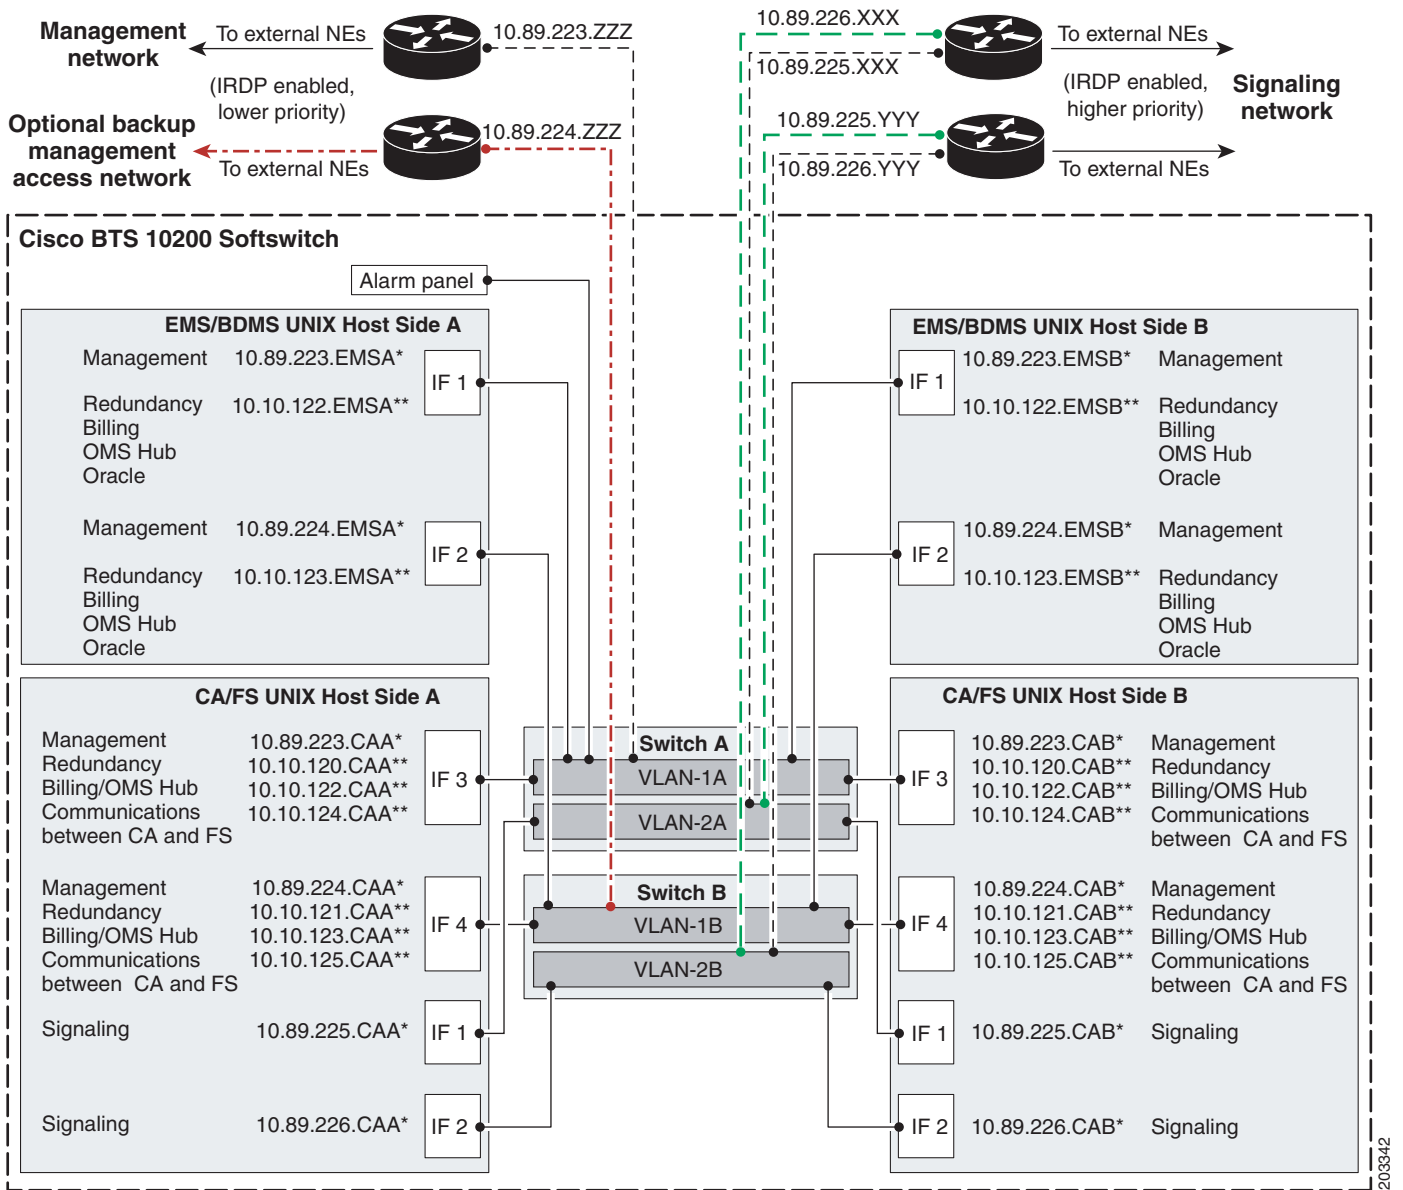 Management
network
To external NEs
10.89.223.ZZZ
(IRDP enabled,
lower priority)
Optional backup
management
access network
10.89.224.ZZZ
To external NEs
10.89.226.XXX
To external NEs
10.89.225.XXX
(IRDP enabled,
higher priority)
Signaling
network
10.89.225.YYY
10.89.226.YYY
To external NEs
Cisco BTS 10200 Softswitch
Alarm panel
EMS/BDMS UNIX Host Side A
Management 10.89.223.EMSA*
IF 1
Redundancy 10.10.122.EMSA**
Billing
OMS Hub
Oracle
Management 10.89.224.EMSA*
IF 2
Redundancy 10.10.123.EMSA**
Billing
OMS Hub
Oracle
EMS/BDMS UNIX Host Side B
10.89.223.EMSB* Management
IF 1
10.10.122.EMSB** Redundancy
Billing
OMS Hub
Oracle
10.89.224.EMSB* Management
IF 2
10.10.123.EMSB** Redundancy
Billing
OMS Hub
Oracle
CA/FS UNIX Host Side A
Management 10.89.223.CAA*
Redundancy 10.10.120.CAA**
IF 3
Billing/OMS Hub 10.10.122.CAA**
Communications 10.10.124.CAA**
between CA and FS
Management 10.89.224.CAA*
Redundancy 10.10.121.CAA**
IF 4
Billing/OMS Hub 10.10.123.CAA**
Communications 10.10.125.CAA**
between CA and FS
Signaling 10.89.225.CAA*
IF 1
Signaling 10.89.226.CAA*
IF 2
Switch A
VLAN-1A
VLAN-2A
Switch B
VLAN-1B
VLAN-2B
CA/FS UNIX Host Side B
10.89.223.CAB* Management
10.10.120.CAB** Redundancy
IF 3
10.10.122.CAB** Billing/OMS Hub
10.10.124.CAB** Communications
between CA and FS
10.89.224.CAB* Management
10.10.121.CAB** Redundancy
IF 4
10.10.123.CAB** Billing/OMS Hub
10.10.125.CAB** Communications
between CA and FS
IF 1
10.89.225.CAB* Signaling
IF 2
10.89.226.CAB* Signaling
203342